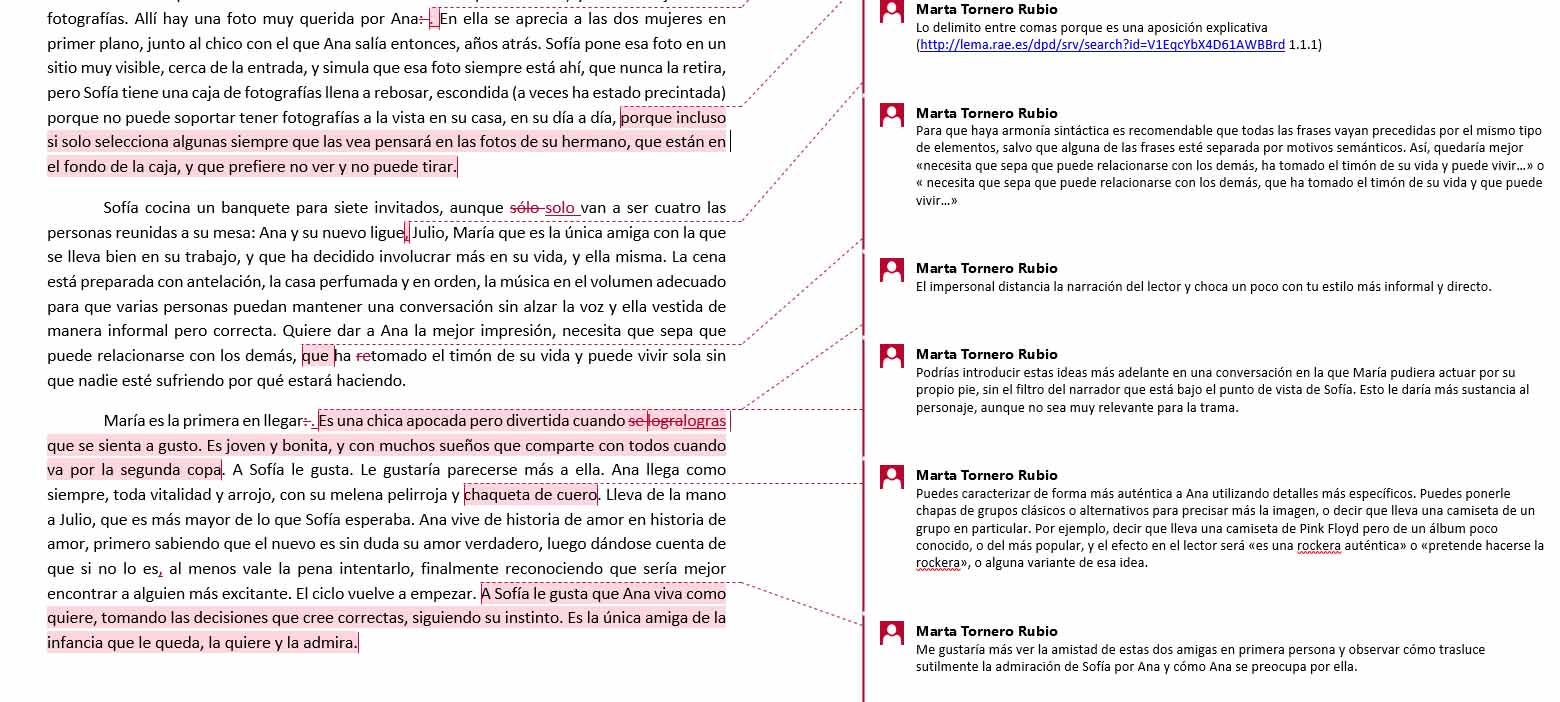 fotografías. Allí hay una foto muy querida por Ana: . En ella se aprecia a las dos mujeres en
primer plano, junto al chico con el que Ana salía entonces, años atrás. Sofía pone esa foto en un
sitio muy visible, cerca de la entrada, y simula que esa foto siempre está ahí, que nunca la retira,
pero Sofía tiene una caja de fotografías llena a rebosar, escondida (a veces ha estado precintada)
porque no puede soportar tener fotografías a la vista en su casa, en su día a día, porque incluso
si solo selecciona algunas siempre que las vea pensará en las fotos de su hermano, que están en
el fondo de la caja, y que prefiere no ver y no puede tirar.
Sofía cocina un banquete para siete invitados, aunque sólo solo van a ser cuatro las
personas reunidas a su mesa: Ana y su nuevo ligue, Julio, María que es la única amiga con la que
se lleva bien en su trabajo, y que ha decidido involucrar más en su vida, y ella misma. La cena
está preparada con antelación, la casa perfumada y en orden, la música en el volumen adecuado
para que varias personas puedan mantener una conversación sin alzar la voz y ella vestida de
manera informal pero correcta. Quiere dar a Ana la mejor impresión, necesita que sepa que
puede relacionarse con los demás, que ha retomado el timón de su vida y puede vivir sola sin
que nadie esté sufriendo por qué estará haciendo.
María es la primera en llegar: . Es una chica apocada pero divertida cuando se logralogras
que se sienta a gusto. Es joven y bonita, y con muchos sueños que comparte con todos cuando
va por la segunda copa. A Sofía le gusta. Le gustaría parecerse más a ella. Ana llega como
siempre, toda vitalidad y arrojo, con su melena pelirroja y chaqueta de cuero. Lleva de la mano
a Julio, que es más mayor de lo que Sofía esperaba. Ana vive de historia de amor en historia de
amor, primero sabiendo que el nuevo es sin duda su amor verdadero, luego dándose cuenta de
que si no lo es, al menos vale la pena intentarlo, finalmente reconociendo que sería mejor
encontrar a alguien más excitante. El ciclo vuelve a empezar. A Sofía le gusta que Ana viva como
quiere, tomando las decisiones que cree correctas, siguiendo su instinto. Es la única amiga de la
infancia que le queda, la quiere y la admira.
Marta Tornero Rubio
Lo delimito entre comas porque es una aposición explicativa
(http://lema.rae.es/dpd/srv/search?id=V1EqcYbX4D61AWBBrd 1.1.1)
Marta Tornero Rubio
Para que haya armonía sintáctica es recomendable que todas las frases vayan precedidas por el mismo tipo
de elementos, salvo que alguna de las frases esté separada por motivos semánticos. Así, quedaría mejor
«necesita que sepa que puede relacionarse con los demás, ha tomado el timón de su vida y puede vivir...» o
« necesita que sepa que puede relacionarse con los demás, que ha tomado el timón de su vida y que puede
vivir...»
Marta Tornero Rubio
El impersonal distancia la narración del lector y choca un poco con tu estilo más informal y directo.
Marta Tornero Rubio
Podrías introducir estas ideas más adelante en una conversación en la que María pudiera actuar por su
propio pie, sin el filtro del narrador que está bajo el punto de vista de Sofía. Esto le daría más sustancia al
personaje, aunque no sea muy relevante para la trama.
Marta Tornero Rubio
Puedes caracterizar de forma más auténtica a Ana utilizando detalles más específicos. Puedes ponerle
chapas de grupos clásicos o alternativos para precisar más la imagen, o decir que lleva una camiseta de un
grupo en particular. Por ejemplo, decir que lleva una camiseta de Pink Floyd pero de un álbum poco
conocido, o del más popular, y el efecto en el lector será «es una rockera auténtica» o «pretende hacerse la
rockera», o alguna variante de esa idea.
Marta Tornero Rubio
Me gustaría más ver la amistad de estas dos amigas en primera persona y observar cómo trasluce
sutilmente la admiración de Sofía por Ana y cómo Ana se preocupa por ella.